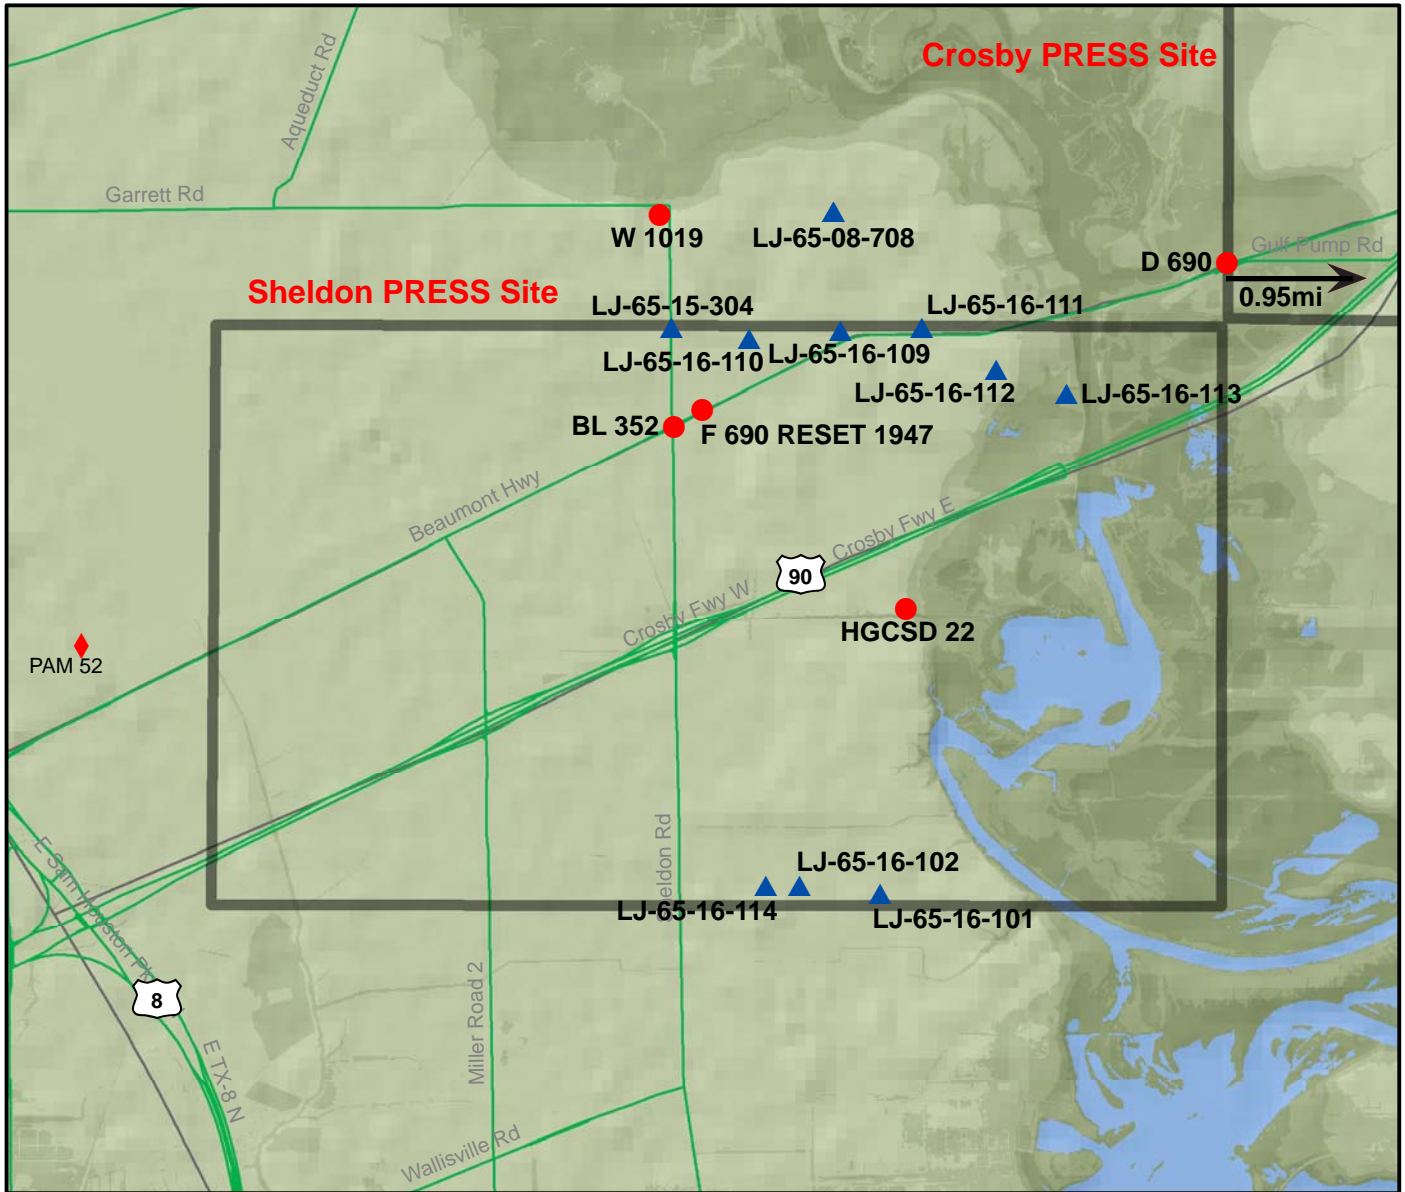 Crosby PRESS Site
Aqueduct Rd
Garrett Rd
W 1019
LJ-65-08-708
Gulf Pump Rd
D 690
0.95mi
Sheldon PRESS Site
LJ-65-15-304
LJ-65-16-111
LJ-65-16-110
LJ-65-16-109
LJ-65-16-112
LJ-65-16-113
BL 352
F 690 RESET 1947
Beaumont Hwy
Crosby Fwy E
90
Crosby Fwy W
HGCSD 22
PAM 52
eldon Rd
E Sam Houston
LJ-65-16-102
LJ-65-16-114
LJ-65-16-101
8
Miller Road 2
E TX-8 N
Wallisville Rd